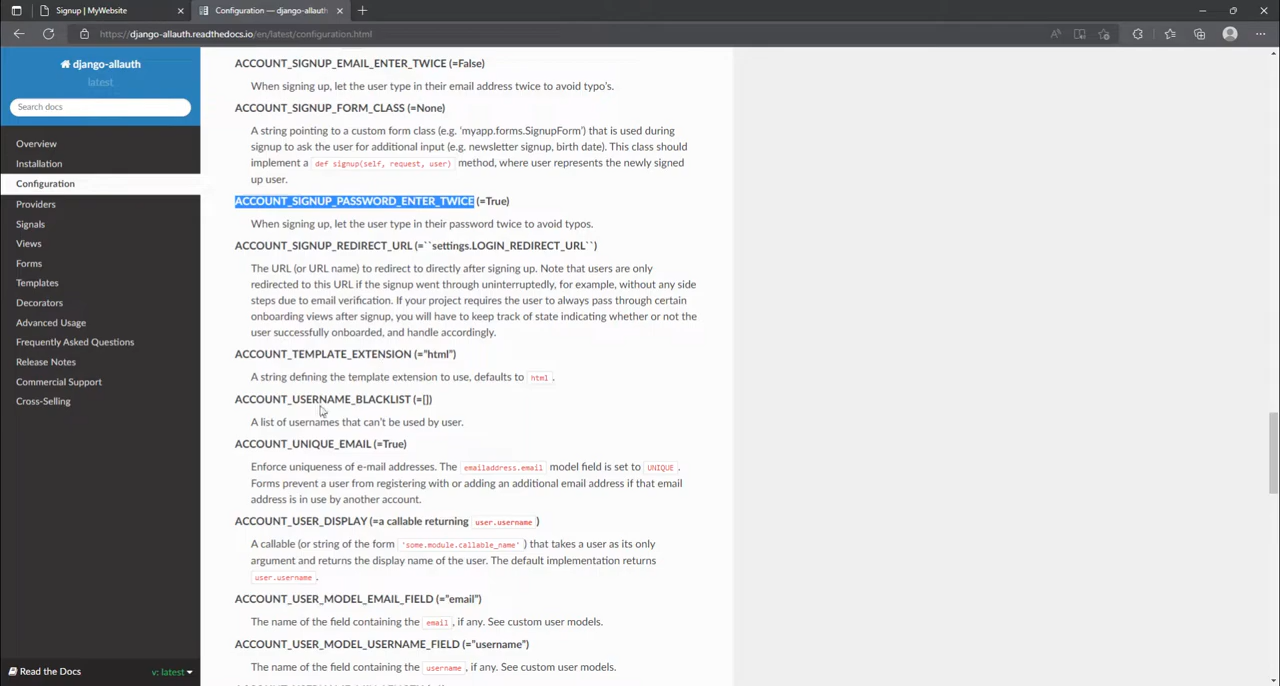 Signup | MyWebsite
Configuration — django-allauth
https://django-allauth.readthedocs.io/en/latest/configuration.html
django-allauth
latest
Search docs
Overview
Installation
Configuration
Providers
Signals
Views
Forms
Templates
Decorators
Advanced Usage
Frequently Asked Questions
Release Notes
Commercial Support
Cross-Selling
Read the Docs
v: latest
ACCOUNT_SIGNUP_EMAIL_ENTER_TWICE (=False)
When signing up, let the user type in their email address twice to avoid typo's.
ACCOUNT_SIGNUP_FORM_CLASS (=None)
A string pointing to a custom form class (e.g. 'myapp.forms.SignupForm') that is used during
signup to ask the user for additional input (e.g. newsletter signup, birth date). This class should
implement a def signup(self, request, user) method, where user represents the newly signed
up user.
ACCOUNT_SIGNUP_PASSWORD_ENTER_TWICE (=True)
When signing up, let the user type in their password twice to avoid typos.
ACCOUNT_SIGNUP_REDIRECT_URL (=``settings.LOGIN_REDIRECT_URL``)
The URL (or URL name) to redirect to directly after signing up. Note that users are only
redirected to this URL if the signup went through uninterruptedly, for example, without any side
steps due to email verification. If your project requires the user to always pass through certain
onboarding views after signup, you will have to keep track of state indicating whether or not the
user successfully onboarded, and handle accordingly.
ACCOUNT_TEMPLATE_EXTENSION (="html")
A string defining the template extension to use, defaults to html.
ACCOUNT_USERNAME_BLACKLIST (=[])
A list of usernames that can't be used by user.
ACCOUNT_UNIQUE_EMAIL (=True)
Enforce uniqueness of e-mail addresses. The emailaddress.email model field is set to UNIQUE.
Forms prevent a user from registering with or adding an additional email address if that email
address is in use by another account.
ACCOUNT_USER_DISPLAY (=a callable returning user.username)
A callable (or string of the form 'some.module.callable_name') that takes a user as its only
argument and returns the display name of the user. The default implementation returns
user.username.
ACCOUNT_USER_MODEL_EMAIL_FIELD (="email")
The name of the field containing the email, if any. See custom user models.
ACCOUNT_USER_MODEL_USERNAME_FIELD (="username")
The name of the field containing the username, if any. See custom user models.